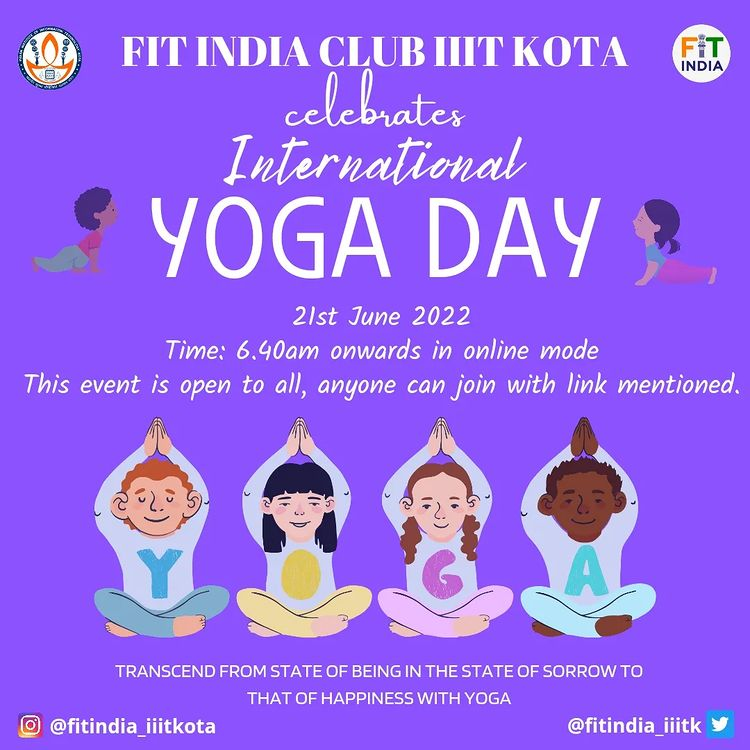 FIT INDIA CLUB IIIT KOTA
FIT
INDIA
celebrates
International
YOGA DAY
21st June 2022
Time: 6.40am onwards in online mode
This event is open to all, anyone can join with link mentioned.
Y O G A
TRANSCEND FROM STATE OF BEING IN THE STATE OF SORROW TO
THAT OF HAPPINESS WITH YOGA
@fitindia_iiitkota
@fitindia_iiitk